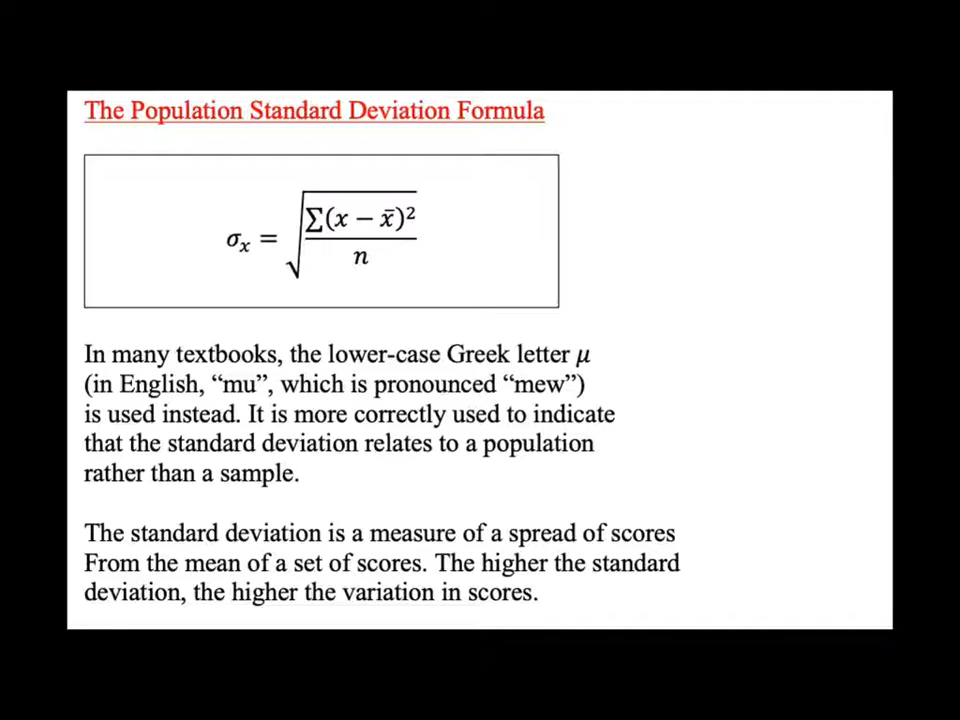 The Population Standard Deviation Formula
σₓ = √(∑(x − x̄)² / n)
In many textbooks, the lower-case Greek letter μ
(in English, “mu”, which is pronounced “mew”)
is used instead. It is more correctly used to indicate
that the standard deviation relates to a population
rather than a sample.
The standard deviation is a measure of a spread of scores
From the mean of a set of scores. The higher the standard
deviation, the higher the variation in scores.